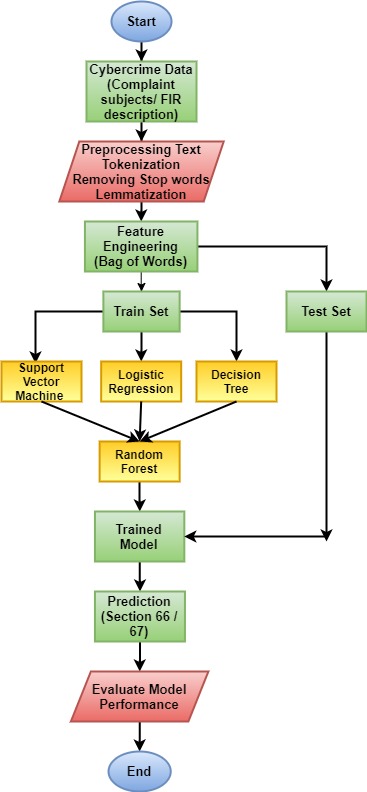 Start
Cybercrime Data
(Complaint
subjects/ FIR
description)
Preprocessing Text
Tokenization
Removing Stop words
Lemmatization
Feature
Engineering
(Bag of Words)
Train Set
Test Set
Support
Vector
Machine
Logistic
Regression
Decision
Tree
Random
Forest
Trained
Model
Prediction
(Section 66 /
67)
Evaluate Model
Performance
End